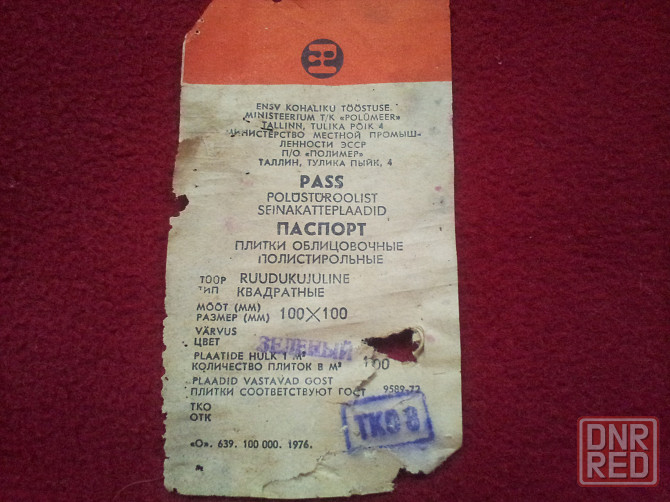 ENSV KOHALIKU TÖÖSTUSE
MINISTEERIUM T/K «POLÜMEER»
TALLINN, TULIKA PÕIK 4
МИНИСТЕРСТВО МЕСТНОЙ ПРОМЫШ-
ЛЕННОСТИ ЭССР
П/О «ПОЛИМЕР»
ТАЛЛИН, ТУЛИКА ПЫЙК, 4
PASS
POLÜSTÜROOLIST
SEINAKATTEPLAADID
ПАСПОРТ
ПЛИТКИ ОБЛИЦОВОЧНЫЕ
ПОЛИСТИРОЛЬНЫЕ
TÜÜP RUUDUKUJULINE
ТИП КВАДРАТНЫЕ
MÕÕT (MM)
РАЗМЕР (ММ) 100×100
VÄRVUS
ЦВЕТ ЗЕЛЕНЫЙ
PLAATIDE HULK 1 M²
КОЛИЧЕСТВО ПЛИТОК В М² 100
PLAADID VASTAVAD GOST
ПЛИТКИ СООТВЕТСТВУЮТ ГОСТ 9589-72
TKO
ОТК
TKO 8
«O». 639. 100 000. 1976.
DNR
RED